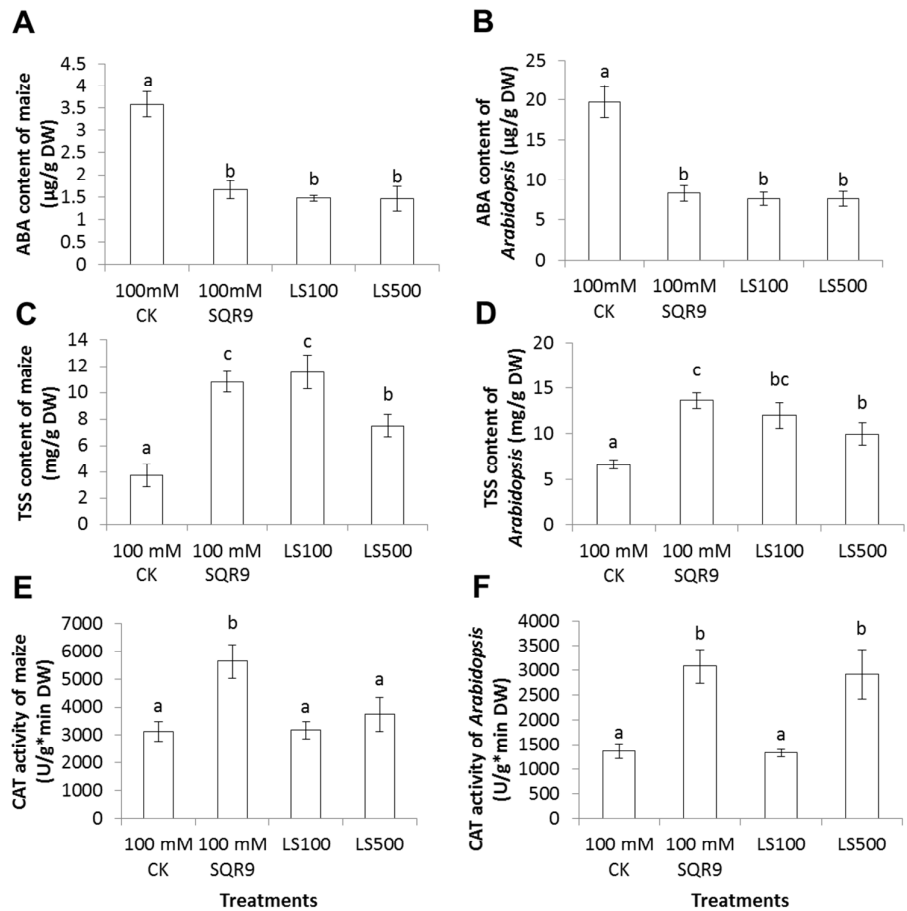 A
ABA content of maize
(µg/g DW)
4.5
4
3.5
3
2.5
2
1.5
1
0.5
0
a
b
b
b
100mM
CK
100mM
SQR9
LS100
LS500
B
ABA content of
Arabidopsis (µg/g DW)
25
20
15
10
5
0
a
b
b
b
100mM
CK
100mM
SQR9
LS100
LS500
C
TSS content of maize
(mg/g DW)
14
12
10
8
6
4
2
0
a
c
c
b
100 mM
CK
100 mM
SQR9
LS100
LS500
D
TSS content of
Arabidopsis (mg/g DW)
20
15
10
5
0
a
c
bc
b
100 mM
CK
100 mM
SQR9
LS100
LS500
E
CAT activity of maize
(U/g*min DW)
7000
6000
5000
4000
3000
2000
1000
0
a
b
a
a
100 mM
CK
100 mM
SQR9
LS100
LS500
Treatments
F
CAT activity of Arabidopsis
(U/g*min DW)
4000
3500
3000
2500
2000
1500
1000
500
0
a
b
a
b
100 mM
CK
100 mM
SQR9
LS100
LS500
Treatments